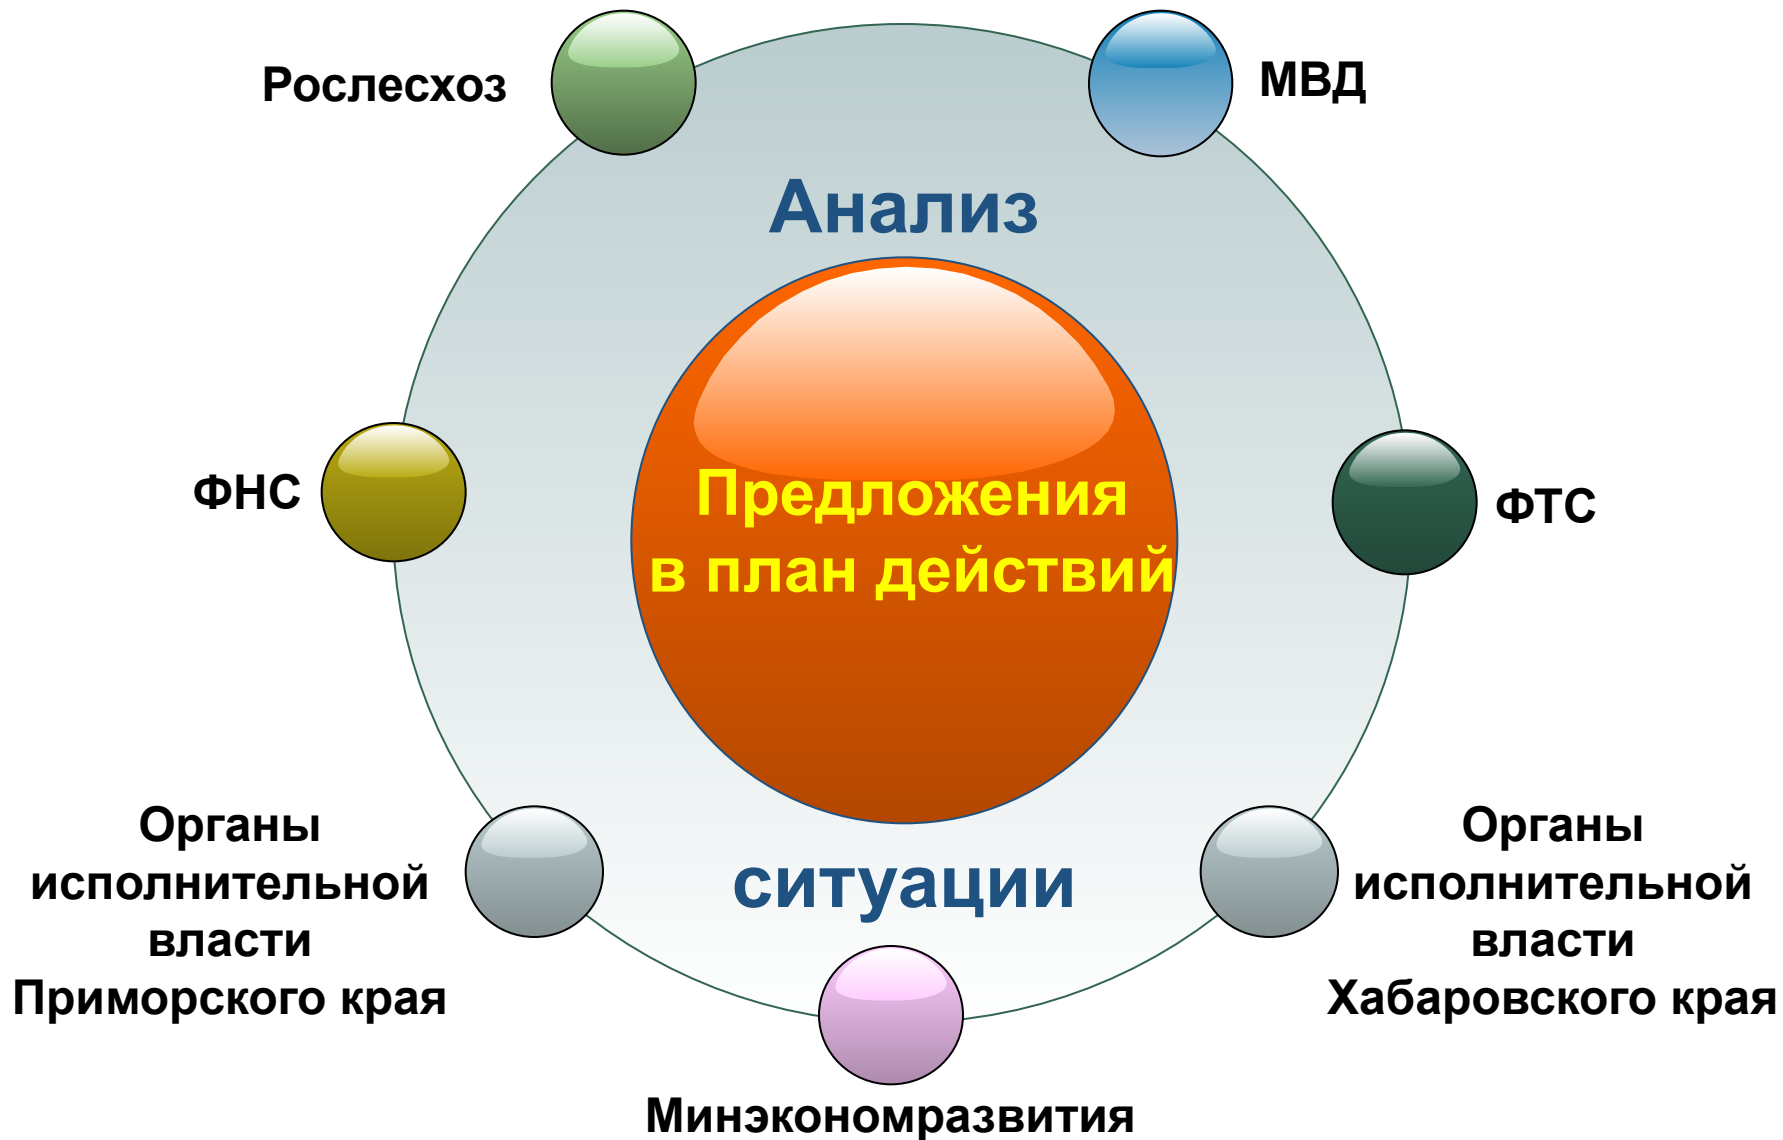 Рослесхоз
МВД
Анализ
Предложения
в план действий
ФНС
ФТС
Органы
исполнительной
власти
Приморского края
ситуации
Органы
исполнительной
власти
Хабаровского края
Минэкономразвития